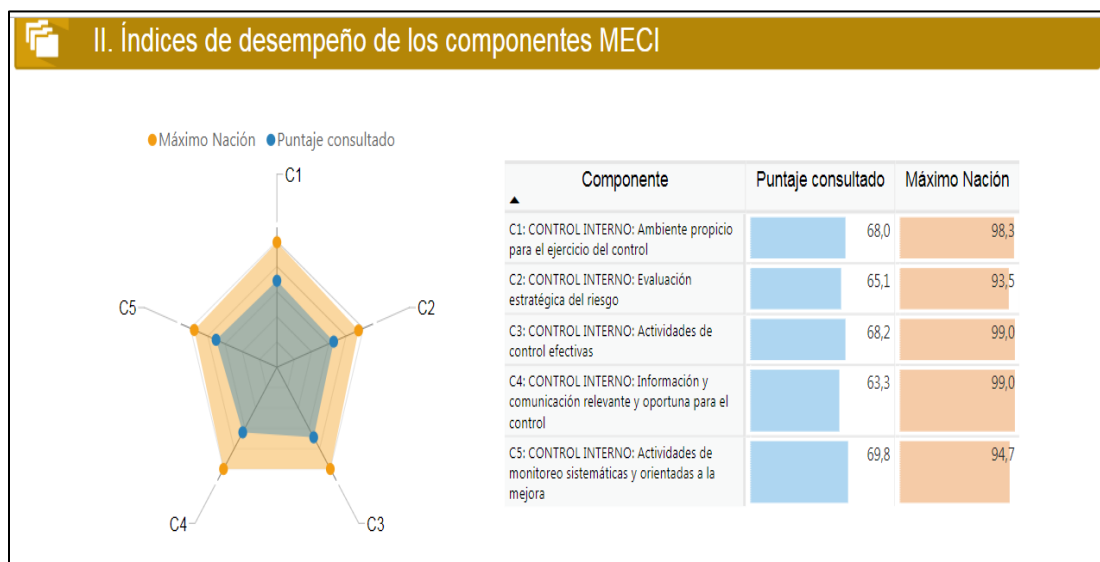 II. Índices de desempeño de los componentes MECI
Máximo Nación Puntaje consultado
C1
C2
C3
C4
C5
Componente Puntaje consultado Máximo Nación
C1: CONTROL INTERNO: Ambiente propicio
para el ejercicio del control
68,0 98,3
C2: CONTROL INTERNO: Evaluación
estratégica del riesgo
65,1 93,5
C3: CONTROL INTERNO: Actividades de
control efectivas
68,2 99,0
C4: CONTROL INTERNO: Información y
comunicación relevante y oportuna para el
control
63,3 99,0
C5: CONTROL INTERNO: Actividades de
monitoreo sistemáticas y orientadas a la
mejora
69,8 94,7